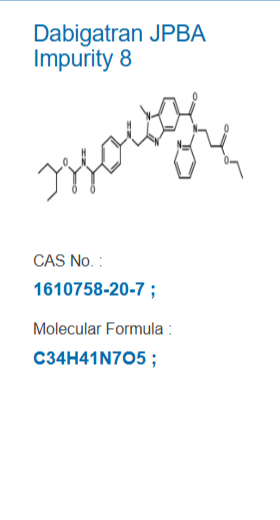 Dabigatran JPBA
Impurity 8
CAS No. :
1610758-20-7 ;
Molecular Formula :
C34H41N7O5 ;